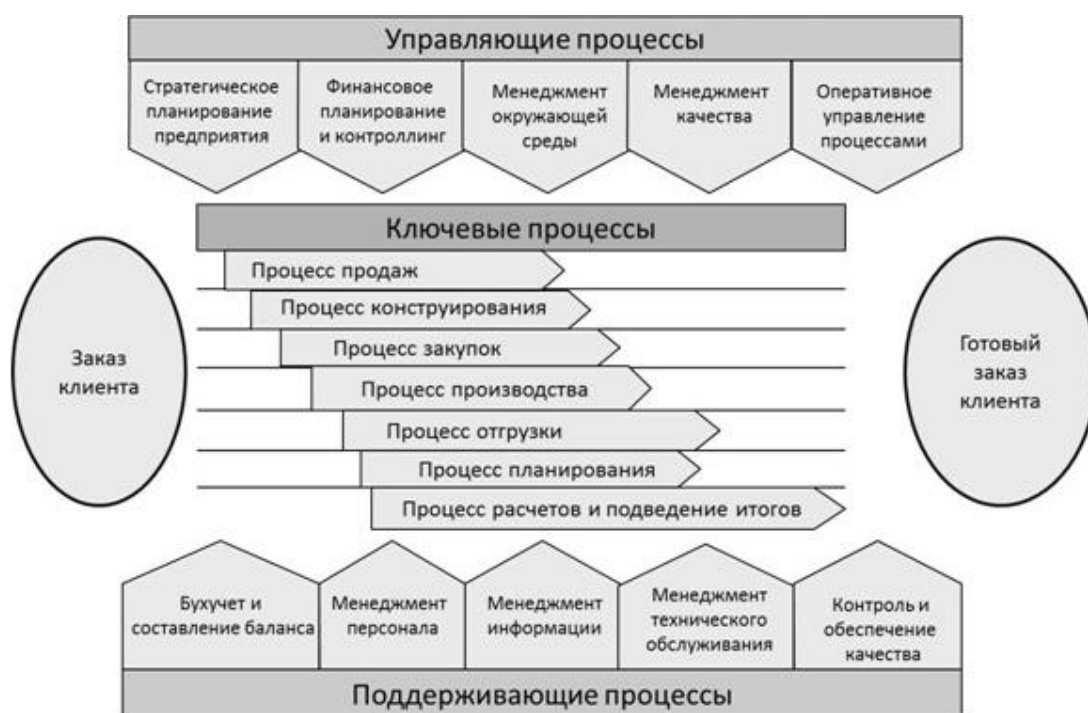 Управляющие процессы
Стратегическое
планирование
предприятия
Финансовое
планирование
и контроллинг
Менеджмент
окружающей
среды
Менеджмент
качества
Оперативное
управление
процессами
Ключевые процессы
Заказ
клиента
Процесс продаж
Процесс конструирования
Процесс закупок
Процесс производства
Процесс отгрузки
Процесс планирования
Процесс расчетов и подведение итогов
Готовый
заказ
клиента
Бухучет и
составление баланса
Менеджмент
персонала
Менеджмент
информации
Менеджмент
технического
обслуживания
Контроль и
обеспечение
качества
Поддерживающие процессы